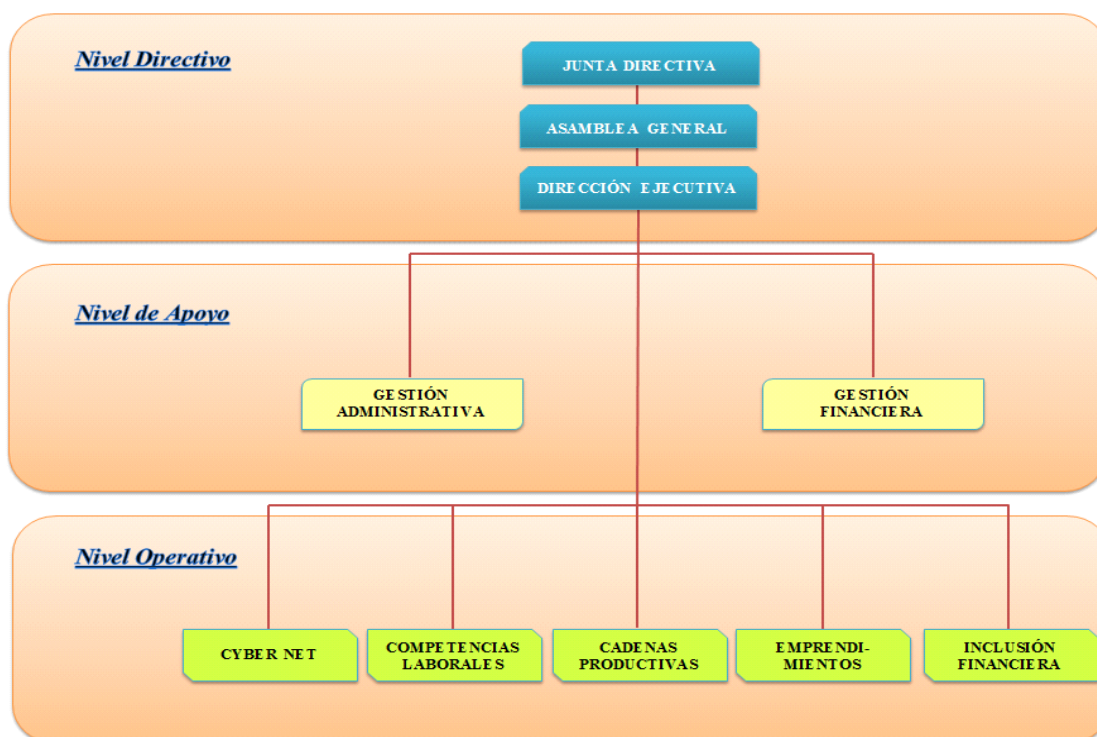 Nivel Directivo
JUNTA DIRECTIVA
ASAMBLEA GENERAL
DIRECCIÓN EJECUTIVA
Nivel de Apoyo
GESTIÓN
ADMINISTRATIVA
GESTIÓN
FINANCIERA
Nivel Operativo
CYBER NET
COMPETENCIAS
LABORALES
CADENAS
PRODUCTIVAS
EMPRENDI-
MIENTOS
INCLUSIÓN
FINANCIERA